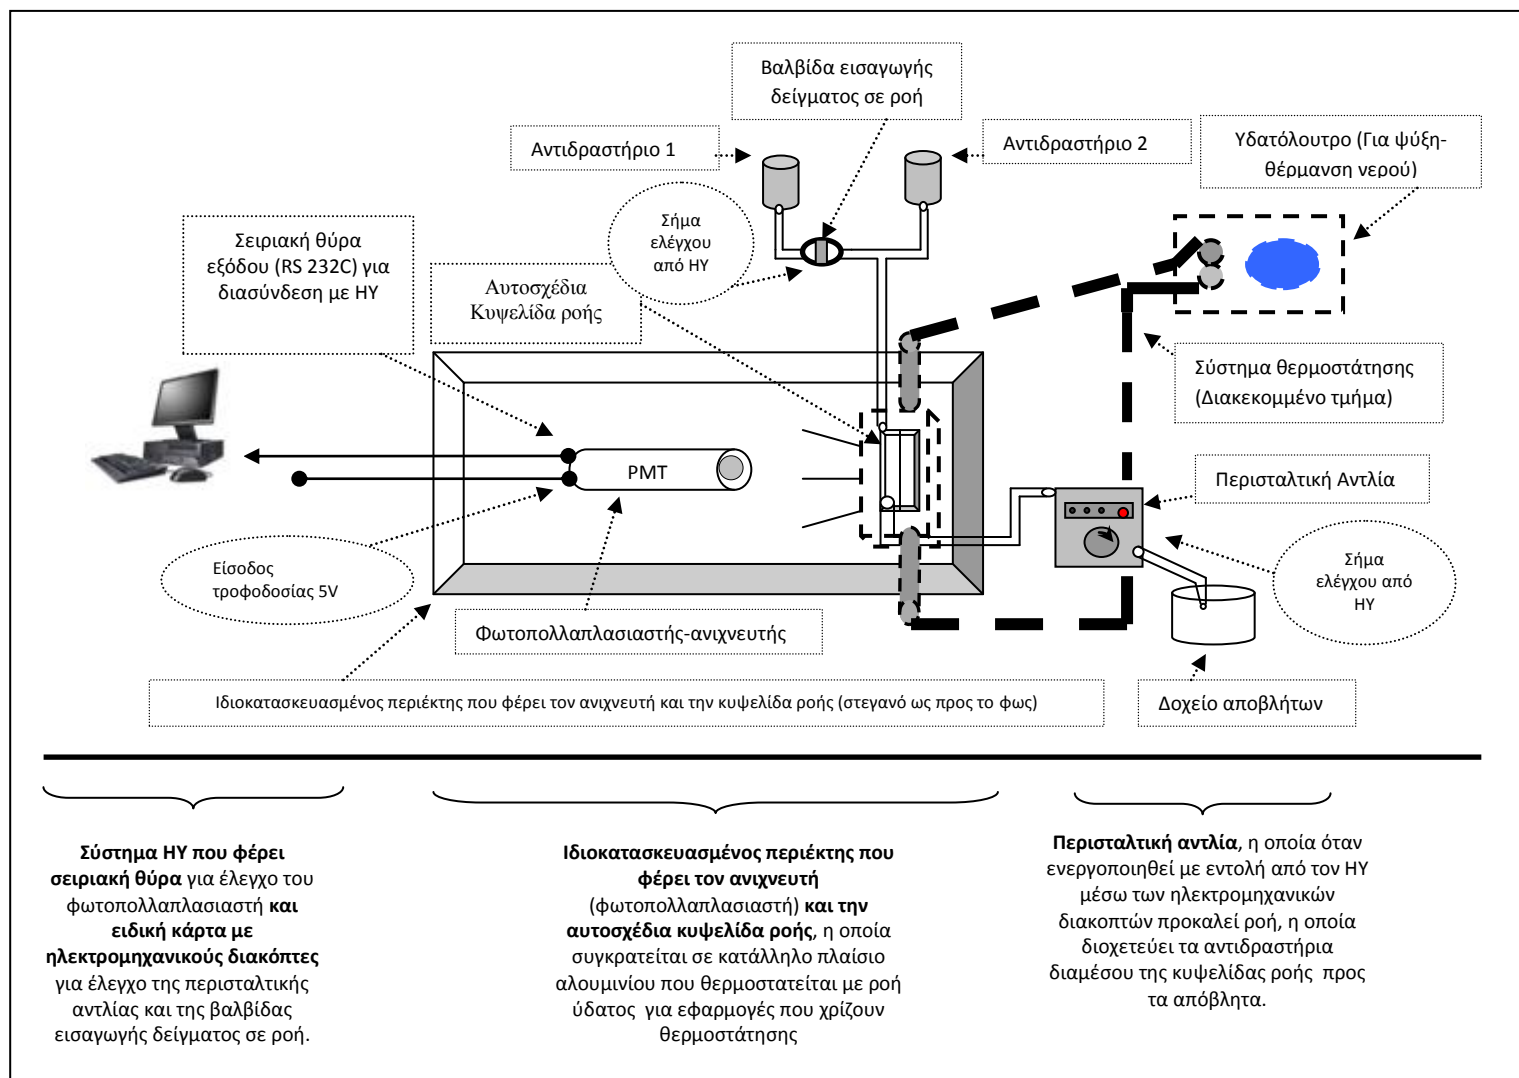 Βαλβίδα εισαγωγής
δείγματος σε ροή
Αντιδραστήριο 1
Αντιδραστήριο 2
Υδατόλουτρο (Για ψύξη-
θέρμανση νερού)
Σήμα
ελέγχου
από ΗΥ
Σειριακή θύρα
εξόδου (RS 232C) για
διασύνδεση με ΗΥ
Αυτοσχέδια
Κυψελίδα ροής
Σύστημα θερμοστάτησης
(Διακεκομμένο τμήμα)
PMT
Περισταλτική Αντλία
Είσοδος
τροφοδοσίας 5V
Σήμα
ελέγχου από
ΗΥ
Φωτοπολλαπλασιαστής-ανιχνευτής
Ιδιοκατασκευασμένος περιέκτης που φέρει τον ανιχνευτή και την κυψελίδα ροής (στεγανό ως προς το φως)
Δοχείο αποβλήτων
Σύστημα ΗΥ που φέρει
σειριακή θύρα για έλεγχο του
φωτοπολλαπλασιαστή και
ειδική κάρτα με
ηλεκτρομηχανικούς διακόπτες
για έλεγχο της περισταλτικής
αντλίας και της βαλβίδας
εισαγωγής δείγματος σε ροή.
Ιδιοκατασκευασμένος περιέκτης που
φέρει τον ανιχνευτή
(φωτοπολλαπλασιαστή) και την
αυτοσχέδια κυψελίδα ροής, η οποία
συγκρατείται σε κατάλληλο πλαίσιο
αλουμινίου που θερμοστατείται με ροή
ύδατος για εφαρμογές που χρίζουν
θερμοστάτησης
Περισταλτική αντλία, η οποία όταν
ενεργοποιηθεί με εντολή από τον ΗΥ
μέσω των ηλεκτρομηχανικών
διακοπτών προκαλεί ροή, η οποία
διοχετεύει τα αντιδραστήρια
διαμέσου της κυψελίδας ροής προς
τα απόβλητα.